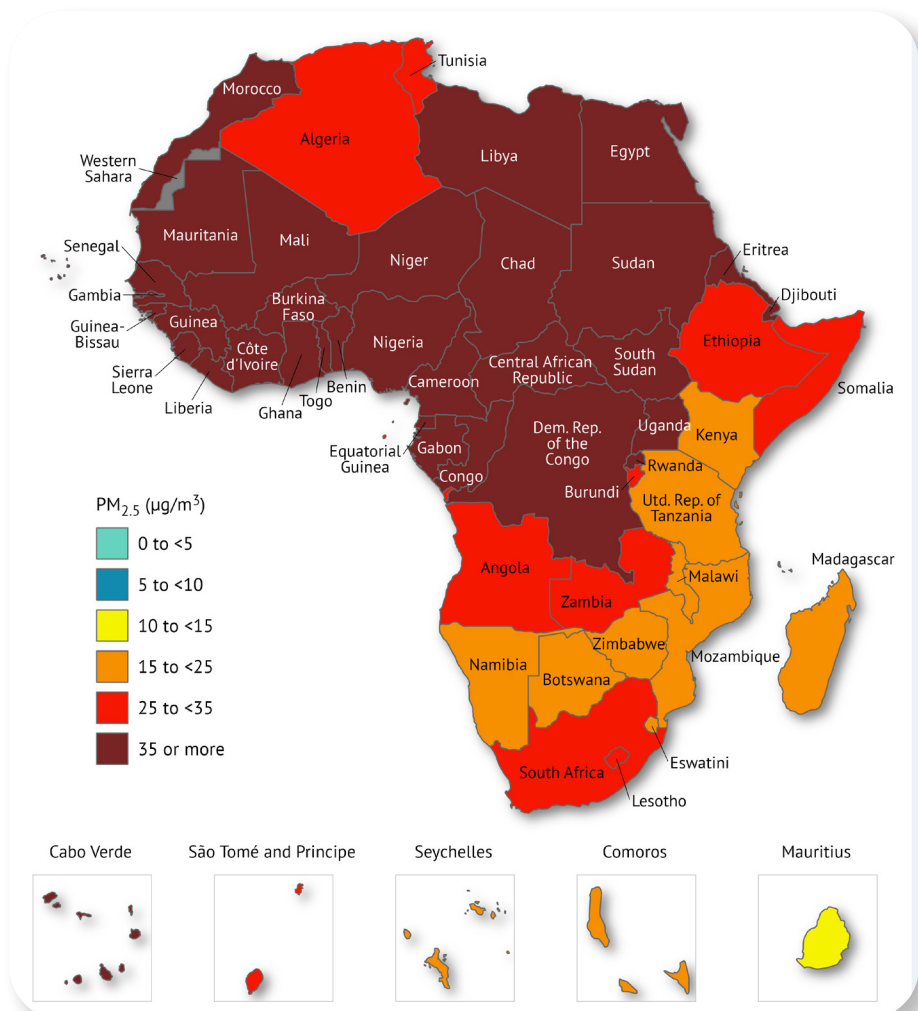 Tunisia
Morocco
Algeria
Libya
Egypt
Western
Sahara
Mauritania
Mali
Niger
Chad
Sudan
Eritrea
Senegal
Djibouti
Gambia
Burkina
Faso
Guinea
Guinea-
Bissau
Nigeria
Ethiopia
Côte
d'Ivoire
Central African
Republic
South
Sudan
Sierra
Leone
Cameroon
Benin
Somalia
Togo
Liberia
Ghana
Uganda
Kenya
Dem. Rep.
of the
Congo
Equatorial
Guinea
Gabon
Rwanda
Congo
Burundi
Utd. Rep. of
Tanzania
PM2.5 (μg/m³)
0 to <5
5 to <10
10 to <15
15 to <25
25 to <35
35 or more
Madagascar
Angola
Malawi
Zambia
Zimbabwe
Mozambique
Namibia
Botswana
Eswatini
South Africa
Lesotho
Cabo Verde
São Tomé and Principe
Seychelles
Comoros
Mauritius